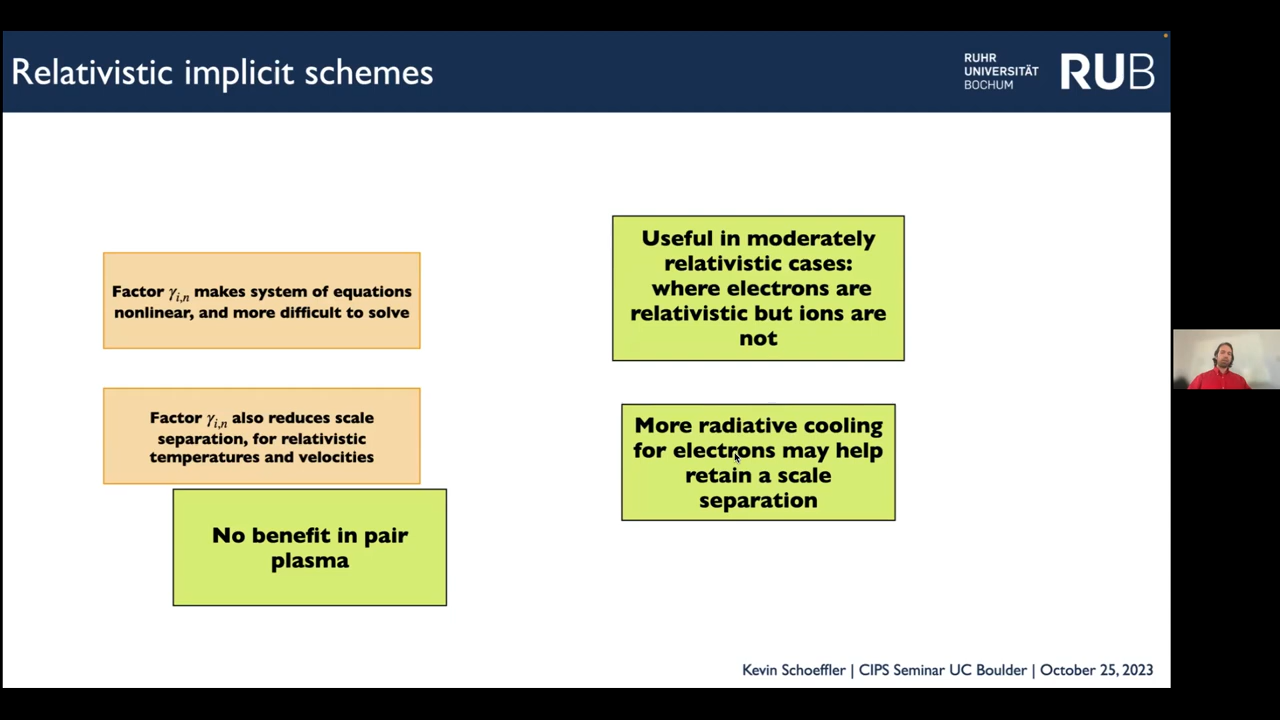 Relativistic implicit schemes
RUHR
UNIVERSITÄT
BOCHUM
RUB
Factor γi,n makes system of equations
nonlinear, and more difficult to solve
Factor γi,n also reduces scale
separation, for relativistic
temperatures and velocities
No benefit in pair
plasma
Useful in moderately
relativistic cases:
where electrons are
relativistic but ions are
not
More radiative cooling
for electrons may help
retain a scale
separation
Kevin Schoeffler | CIPS Seminar UC Boulder | October 25, 2023